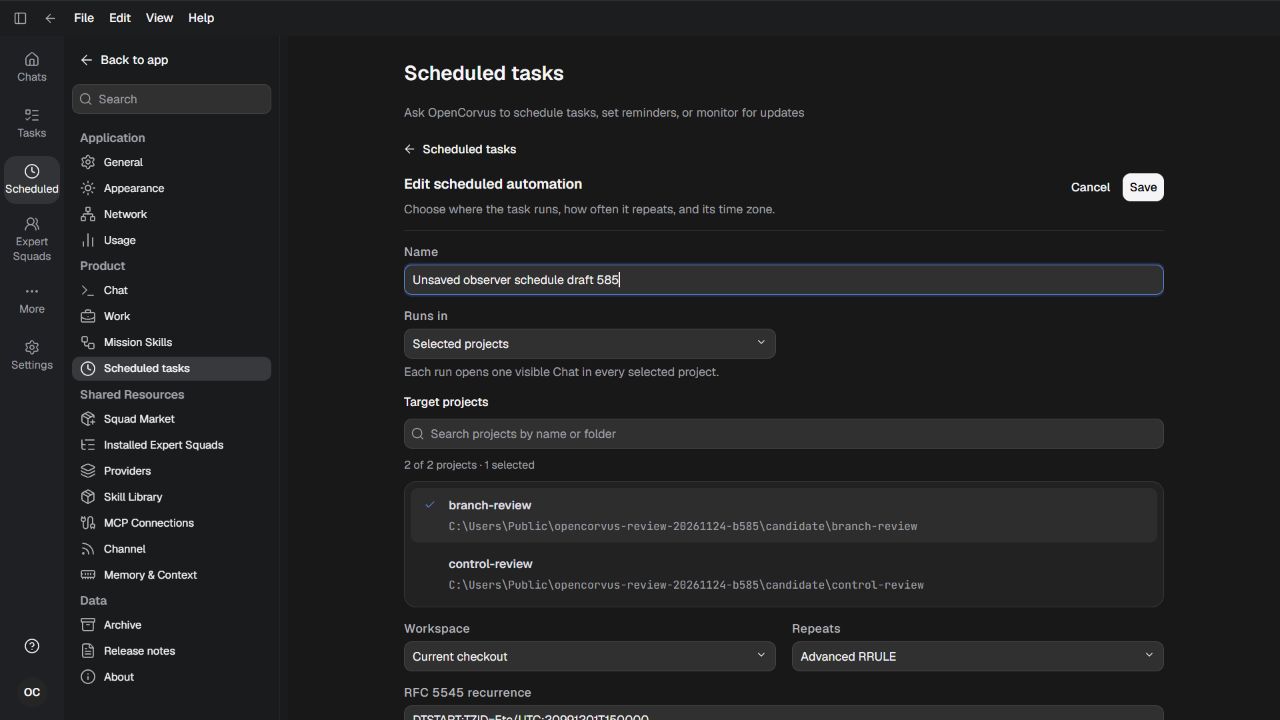 File Edit View Help
Chats
Tasks
Scheduled
Expert
Squads
More
Settings
OC
Back to app
Search
Application
General
Appearance
Network
Usage
Product
Chat
Work
Mission Skills
Scheduled tasks
Shared Resources
Squad Market
Installed Expert Squads
Providers
Skill Library
MCP Connections
Channel
Memory & Context
Data
Archive
Release notes
About
Scheduled tasks
Ask OpenCorvus to schedule tasks, set reminders, or monitor for updates
Scheduled tasks
Edit scheduled automation
Choose where the task runs, how often it repeats, and its time zone.
Cancel Save
Name
Unsaved observer schedule draft 585
Runs in
Selected projects
Each run opens one visible Chat in every selected project.
Target projects
Search projects by name or folder
2 of 2 projects · 1 selected
branch-review
C:\Users\Public\opencorvus-review-20261124-b585\candidate\branch-review
control-review
C:\Users\Public\opencorvus-review-20261124-b585\candidate\control-review
Workspace Repeats
Current checkout Advanced RRULE
RFC 5545 recurrence
DTSTART;TZID=Etc/UTC:20991201T150000